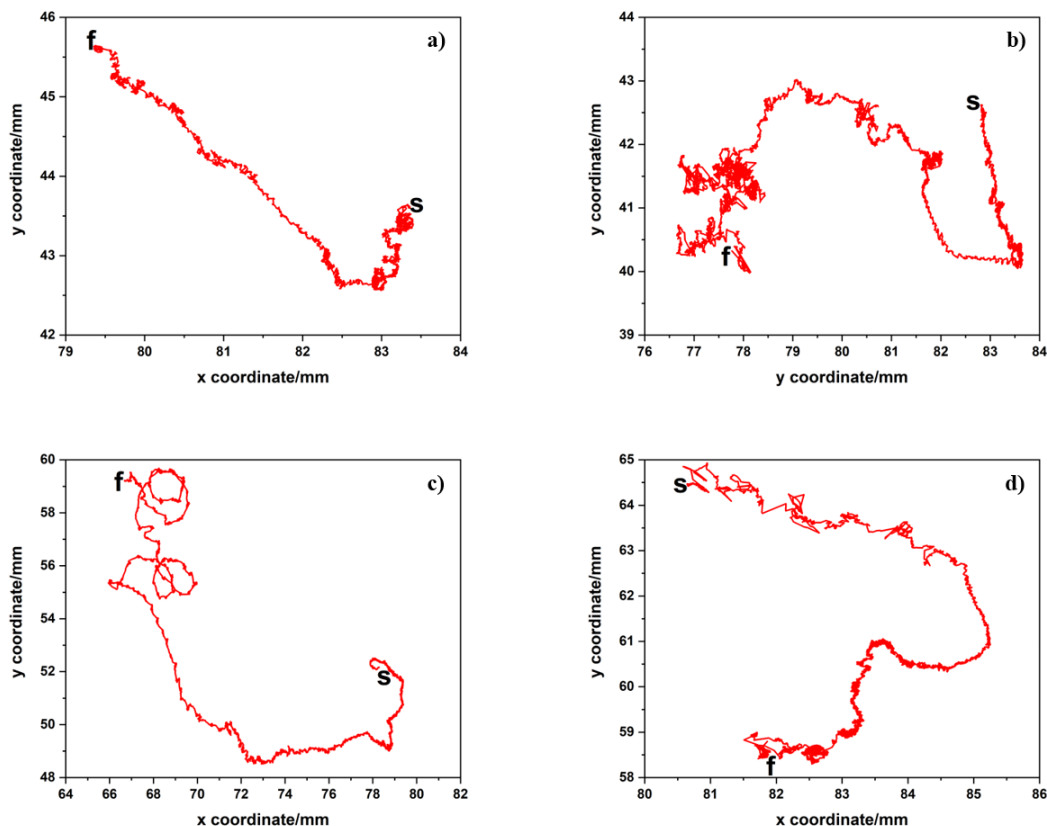 a)
f
s
46
45
44
43
42
79 80 81 82 83 84
y coordinate/mm
x coordinate/mm
b)
s
f
44
43
42
41
40
39
76 77 78 79 80 81 82 83 84
y coordinate/mm
y coordinate/mm
c)
f
s
60
58
56
54
52
50
48
64 66 68 70 72 74 76 78 80 82
y coordinate/mm
x coordinate/mm
d)
s
f
65
64
63
62
61
60
59
58
80 81 82 83 84 85 86
y coordinate/mm
x coordinate/mm